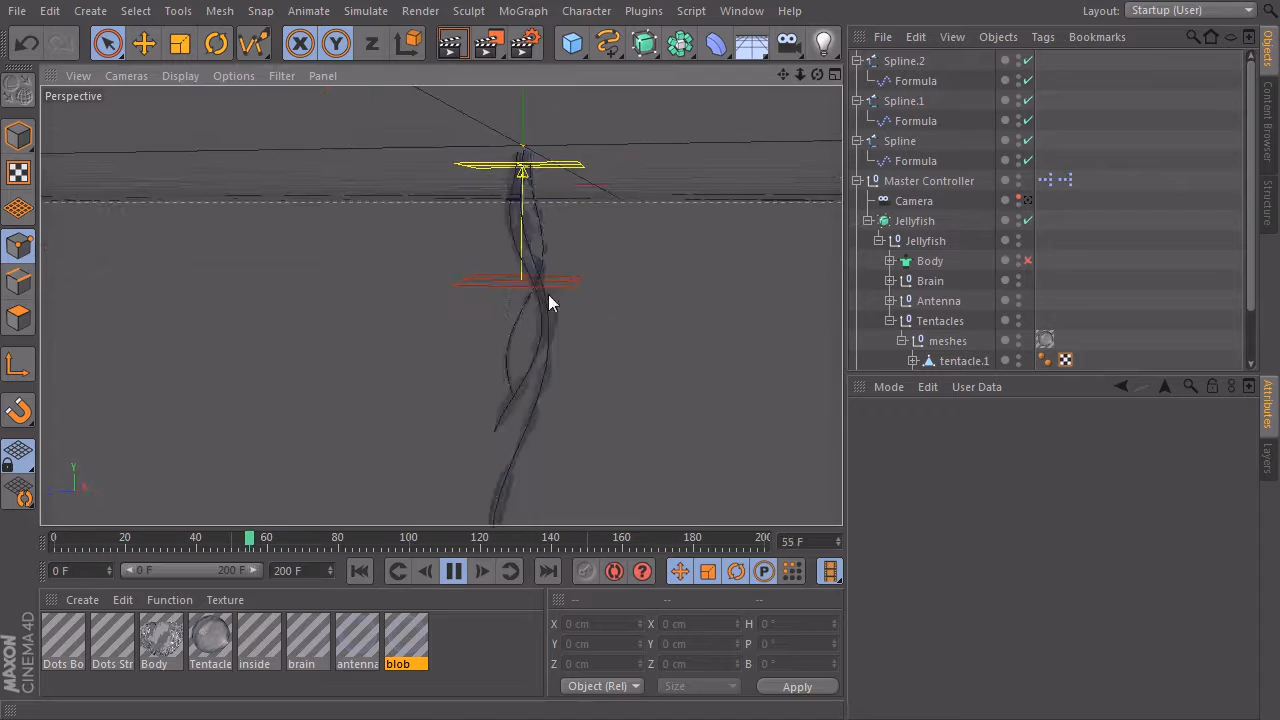 File Edit Create Select Tools Mesh Snap Animate Simulate Render Sculpt MoGraph Character Plugins Script Window Help Layout: Startup (User)
X Y Z
View Cameras Display Options Filter Panel
Perspective
Y
File Edit View Objects Tags Bookmarks
Spline.2
Formula
Spline.1
Formula
Spline
Formula
Master Controller
Camera
Jellyfish
Jellyfish
Body
Brain
Antenna
Tentacles
meshes
tentacle.1
Mode Edit User Data
Objects
Content Browser
Structure
Attributes
Layers
0 20 40 60 80 100 120 140 160 180 200 55 F
0 F 0 F 200 F 200 F
Create Edit Function Texture
Dots Bo Dots Str Body Tentacle inside brain antenna blob
-- -- --
X 0 cm X 0 cm H 0 °
Y 0 cm Y 0 cm P 0 °
Z 0 cm Z 0 cm B 0 °
Object (Rel) Size Apply
MAXON
CINEMA 4D